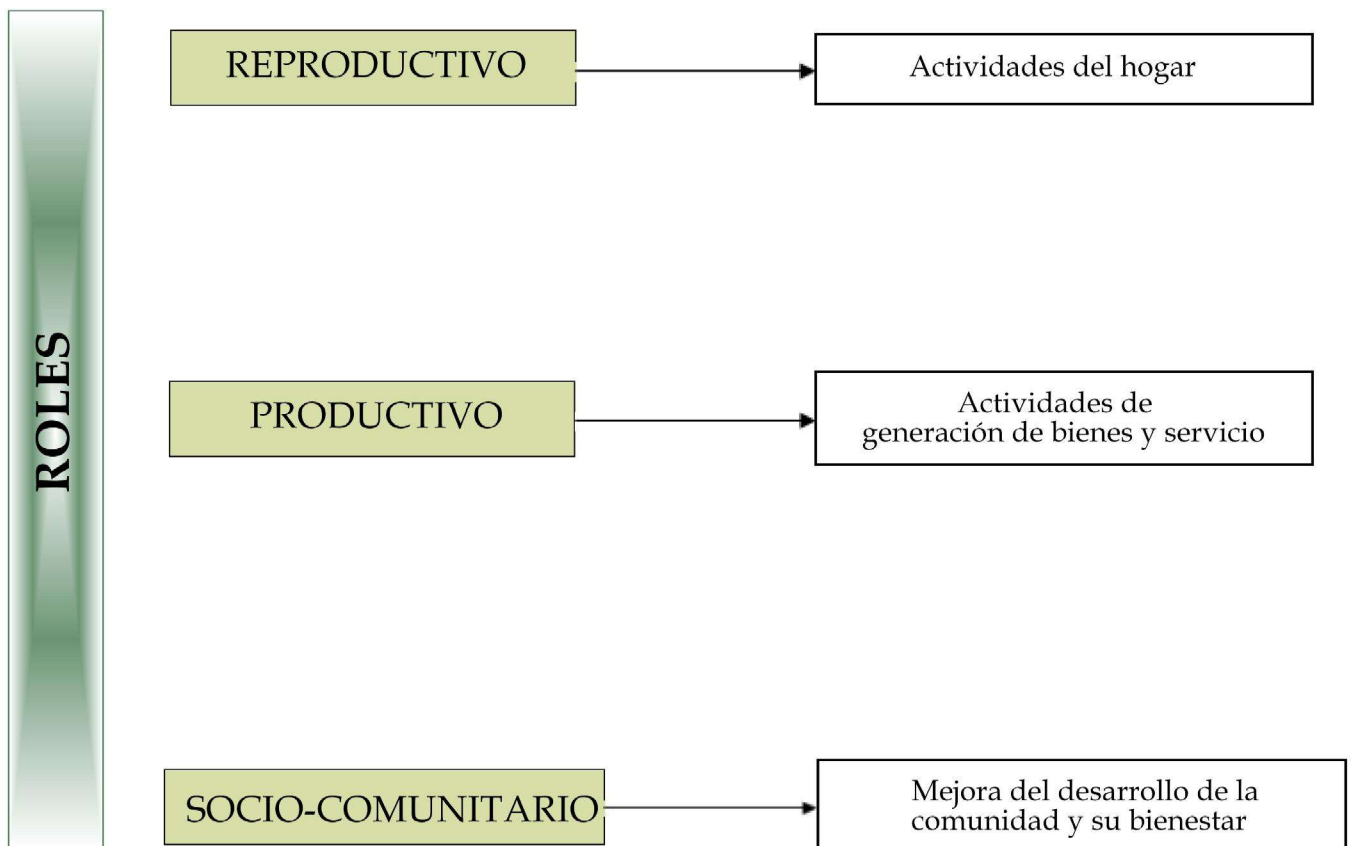 ROLES
REPRODUCTIVO
Actividades del hogar
PRODUCTIVO
Actividades de
generación de bienes y servicio
SOCIO-COMUNITARIO
Mejora del desarrollo de la
comunidad y su bienestar